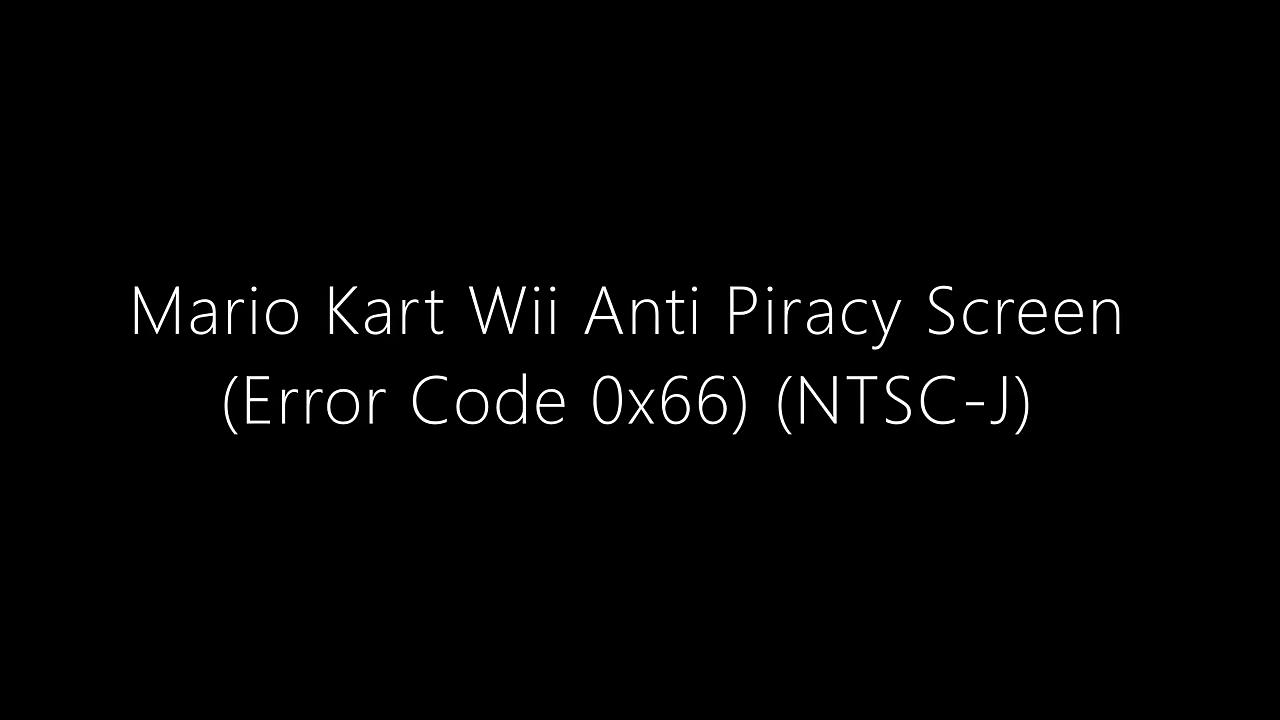 Mario Kart Wii Anti Piracy Screen
(Error Code 0x66) (NTSC-J)